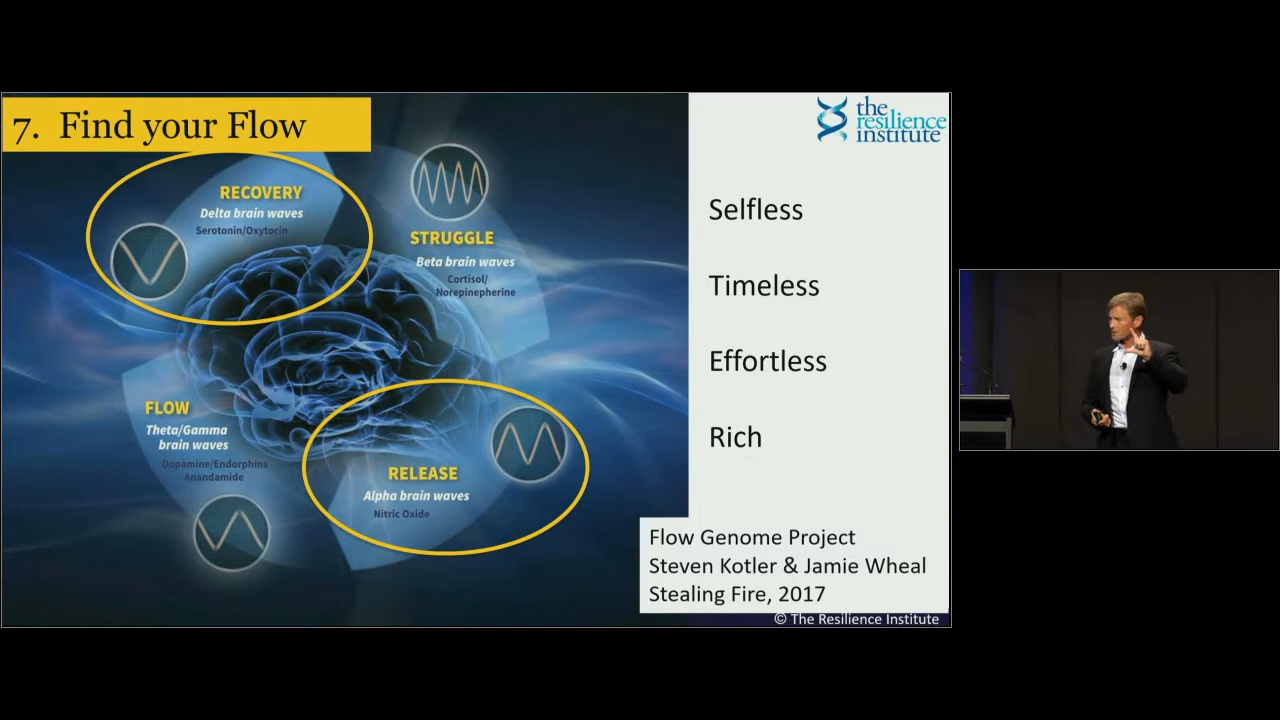 7. Find your Flow
the
resilience
institute
RECOVERY
Delta brain waves
Serotonin/Oxytocin
STRUGGLE
Beta brain waves
Cortisol/
Norepinepherine
FLOW
Theta/Gamma
brain waves
Dopamine/Endorphins
Anandamide
RELEASE
Alpha brain waves
Nitric Oxide
Selfless
Timeless
Effortless
Rich
Flow Genome Project
Steven Kotler & Jamie Wheal
Stealing Fire, 2017
© The Resilience Institute